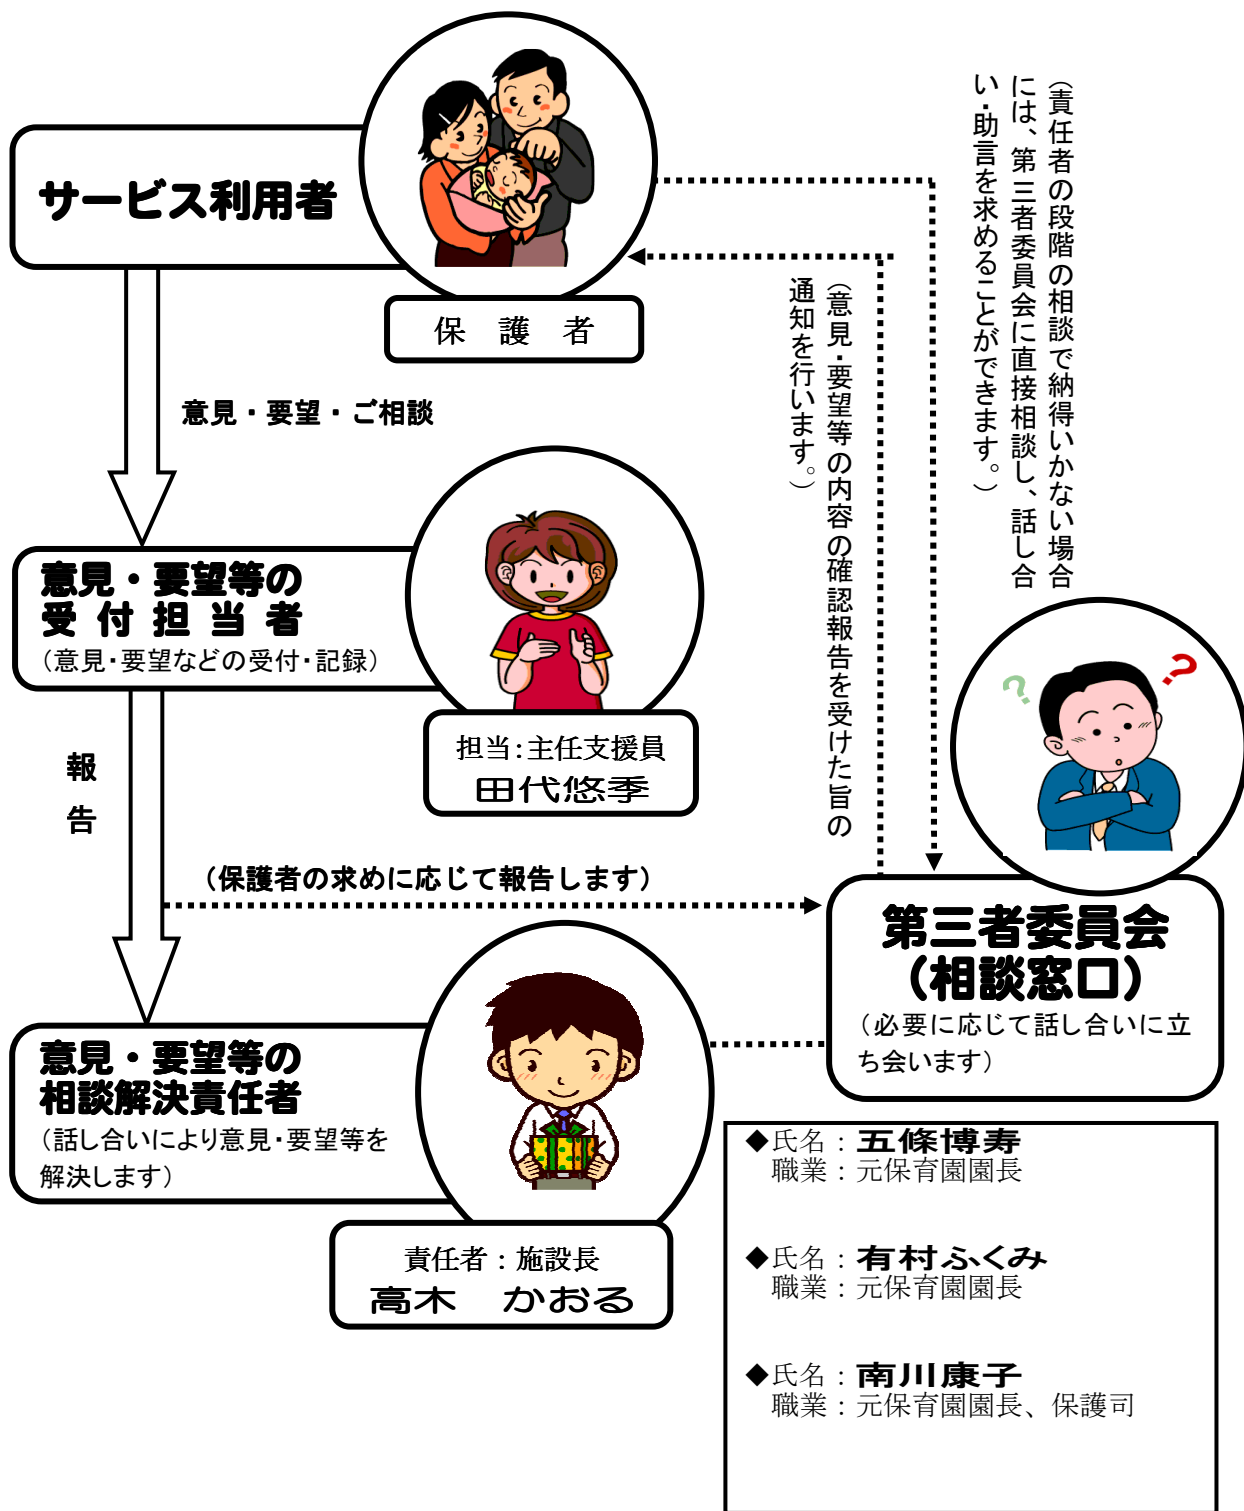 サービス利用者
保　護　者
(責任者の段階の相談で納得いかない場合
には、第三者委員会に直接相談し、話し合
い・助言を求めることができます。)
(意見・要望等の内容の確認報告を受けた旨の
通知を行います。)
意見・要望・ご相談
意見・要望等の
受付担当者
(意見・要望などの受付・記録)
担当:主任支援員
田代悠季
報
告
(保護者の求めに応じて報告します)
第三者委員会
(相談窓口)
(必要に応じて話し合いに立
ち会います)
意見・要望等の
相談解決責任者
(話し合いにより意見・要望等を
解決します)
責任者：施設長
高木　かおる
◆氏名：五條博寿
職業：元保育園園長
◆氏名：有村ふくみ
職業：元保育園園長
◆氏名：南川康子
職業：元保育園園長、保護司